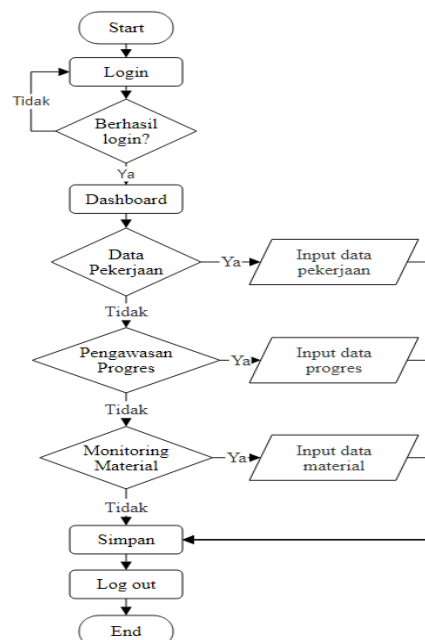 Start
Login
Tidak
Berhasil
login?
Ya
Dashboard
Data
Pekerjaan
Ya
Input data
pekerjaan
Tidak
Pengawasan
Progres
Ya
Input data
progres
Tidak
Monitoring
Material
Ya
Input data
material
Tidak
Simpan
Log out
End